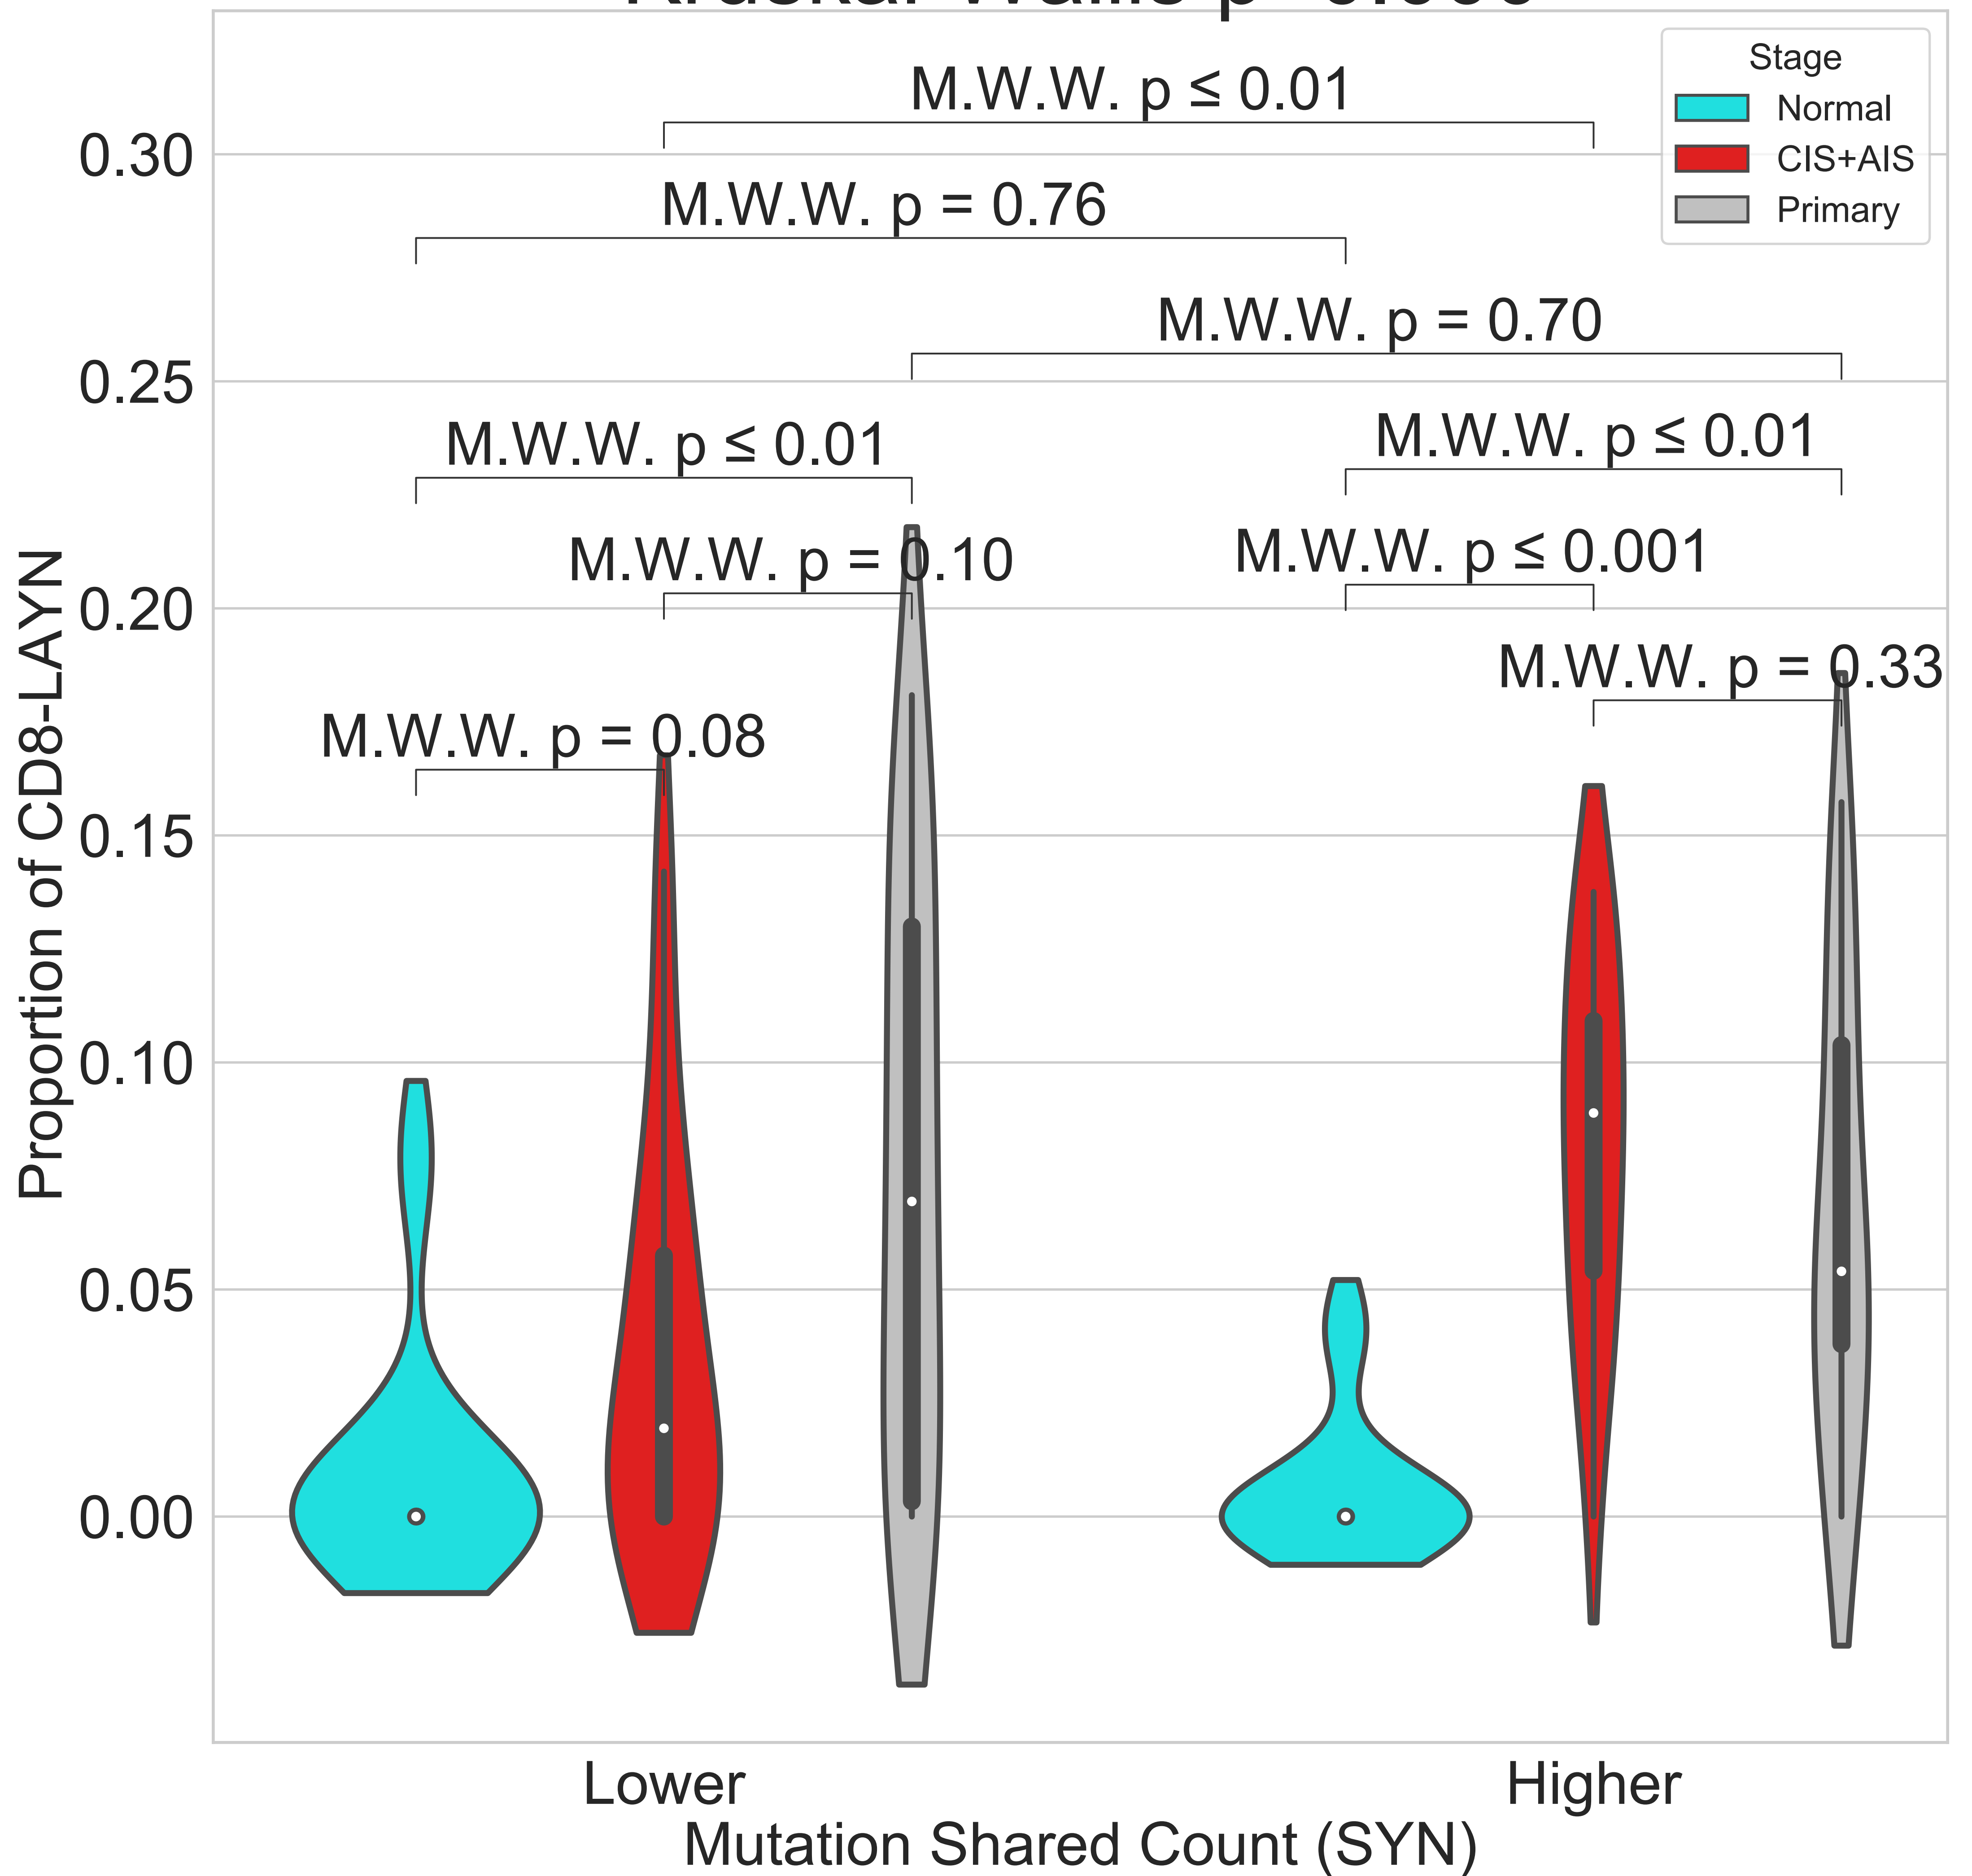 M.W.W. p ≤ 0.01
M.W.W. p = 0.76
M.W.W. p = 0.70
M.W.W. p ≤ 0.01
M.W.W. p ≤ 0.01
M.W.W. p = 0.10
M.W.W. p ≤ 0.001
M.W.W. p = 0.33
M.W.W. p = 0.08
Stage
Normal
CIS+AIS
Primary
Proportion of CD8-LAYN
0.30
0.25
0.20
0.15
0.10
0.05
0.00
Lower
Higher
Mutation Shared Count (SYN)